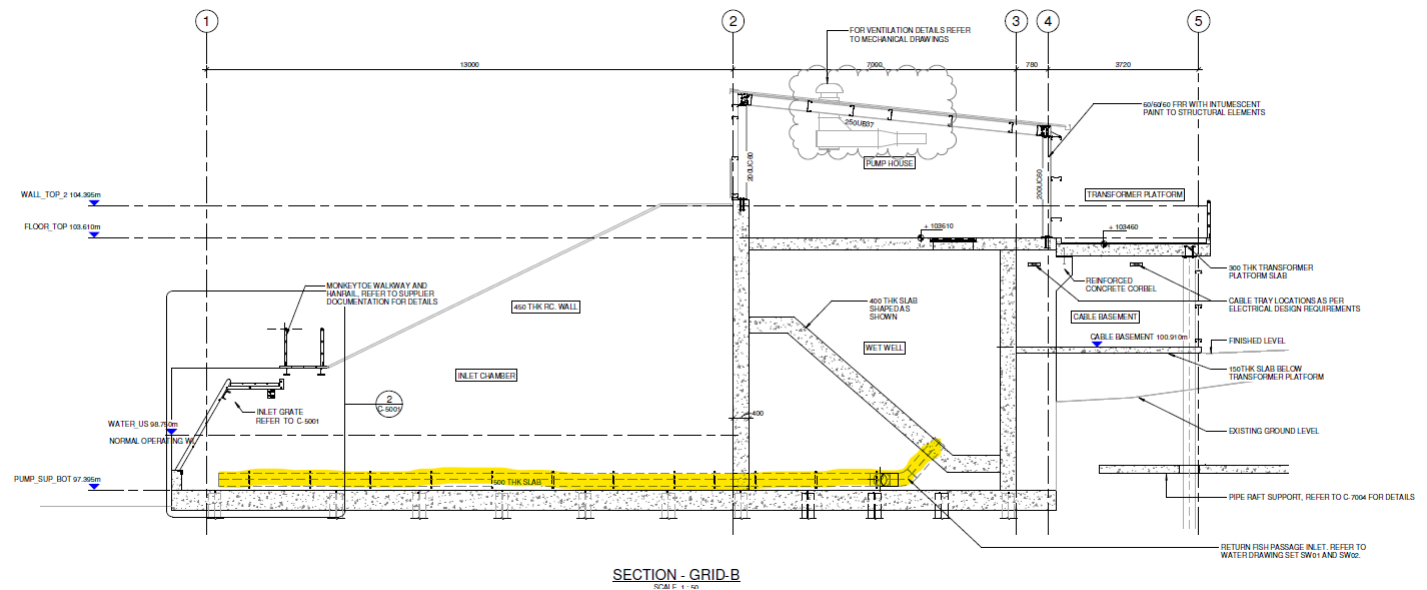 1
2
3
4
5
FOR VENTILATION DETAILS REFER
TO MECHANICAL DRAWINGS
13000
7000
780
3720
60/60/60 FRR WITH INTUMESCENT
PAINT TO STRUCTURAL ELEMENTS
250UB37
200UC60
PUMP HOUSE
200UC60
TRANSFORMER PLATFORM
WALL_TOP_2 104.395m
FLOOR_TOP 103.610m
+ 103610
+ 103460
300 THK TRANSFORMER
PLATFORM SLAB
MONKEYTOE WALKWAY AND
HANRAIL, REFER TO SUPPLIER
DOCUMENTATION FOR DETAILS
REINFORCED
CONCRETE CORBEL
CABLE TRAY LOCATIONS AS PER
ELECTRICAL DESIGN REQUIREMENTS
450 THK RC. WALL
400 THK SLAB
SHAPED AS
SHOWN
CABLE BASEMENT
CABLE BASEMENT 100.910m
FINISHED LEVEL
WET WELL
150THK SLAB BELOW
TRANSFORMER PLATFORM
INLET CHAMBER
2
C-5001
INLET GRATE
REFER TO C-5001
400
WATER_US 98.750m
NORMAL OPERATING WL
EXISTING GROUND LEVEL
PUMP_SUP_BOT 97.395m
500 THK SLAB
PIPE RAFT SUPPORT, REFER TO C-7004 FOR DETAILS
RETURN FISH PASSAGE INLET. REFER TO
WATER DRAWING SET SW01 AND SW02.
SECTION - GRID-B
SCALE 1 : 50